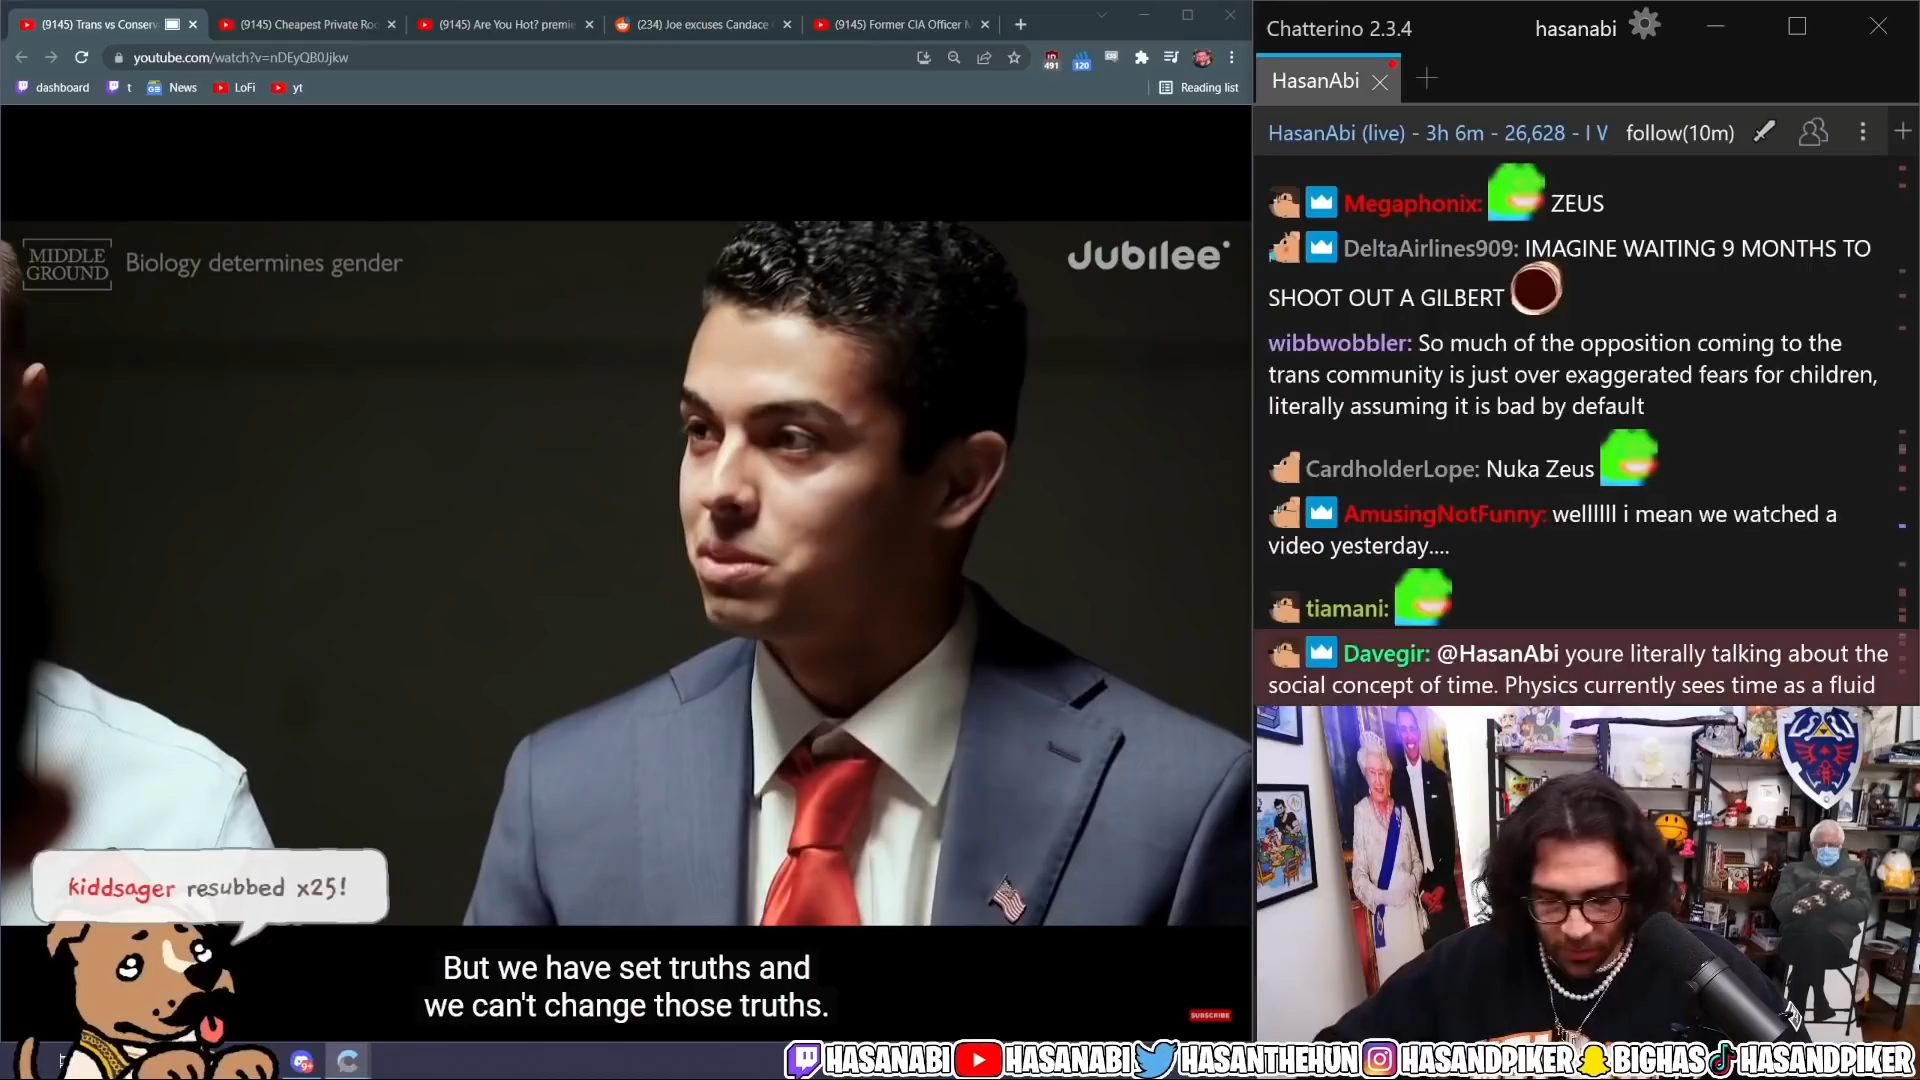 (9145) Trans vs Conserv
(9145) Cheapest Private Roo
(9145) Are You Hot? premie
(234) Joe excuses Candace
(9145) Former CIA Officer
youtube.com/watch?v=nDEyQB0Jjkw
491
120
dashboard
t
News
LoFi
yt
Reading list
MIDDLE
GROUND
Biology determines gender
Jubilee
kiddsager resubbed x25!
But we have set truths and
we can't change those truths.
SUBSCRIBE
Chatterino 2.3.4
hasanabi
HasanAbi
HasanAbi (live) - 3h 6m - 26,628 - I V
follow(10m)
Megaphonix: ZEUS
DeltaAirlines909: IMAGINE WAITING 9 MONTHS TO
SHOOT OUT A GILBERT
wibbwobbler: So much of the opposition coming to the
trans community is just over exaggerated fears for children,
literally assuming it is bad by default
CardholderLope: Nuka Zeus
AmusingNotFunny: wellllll i mean we watched a
video yesterday....
tiamani:
Davegir: @HasanAbi youre literally talking about the
social concept of time. Physics currently sees time as a fluid
HASANABI
HASANABI
HASANTHEHUN
HASANDPIKER
BIGHAS
HASANDPIKER